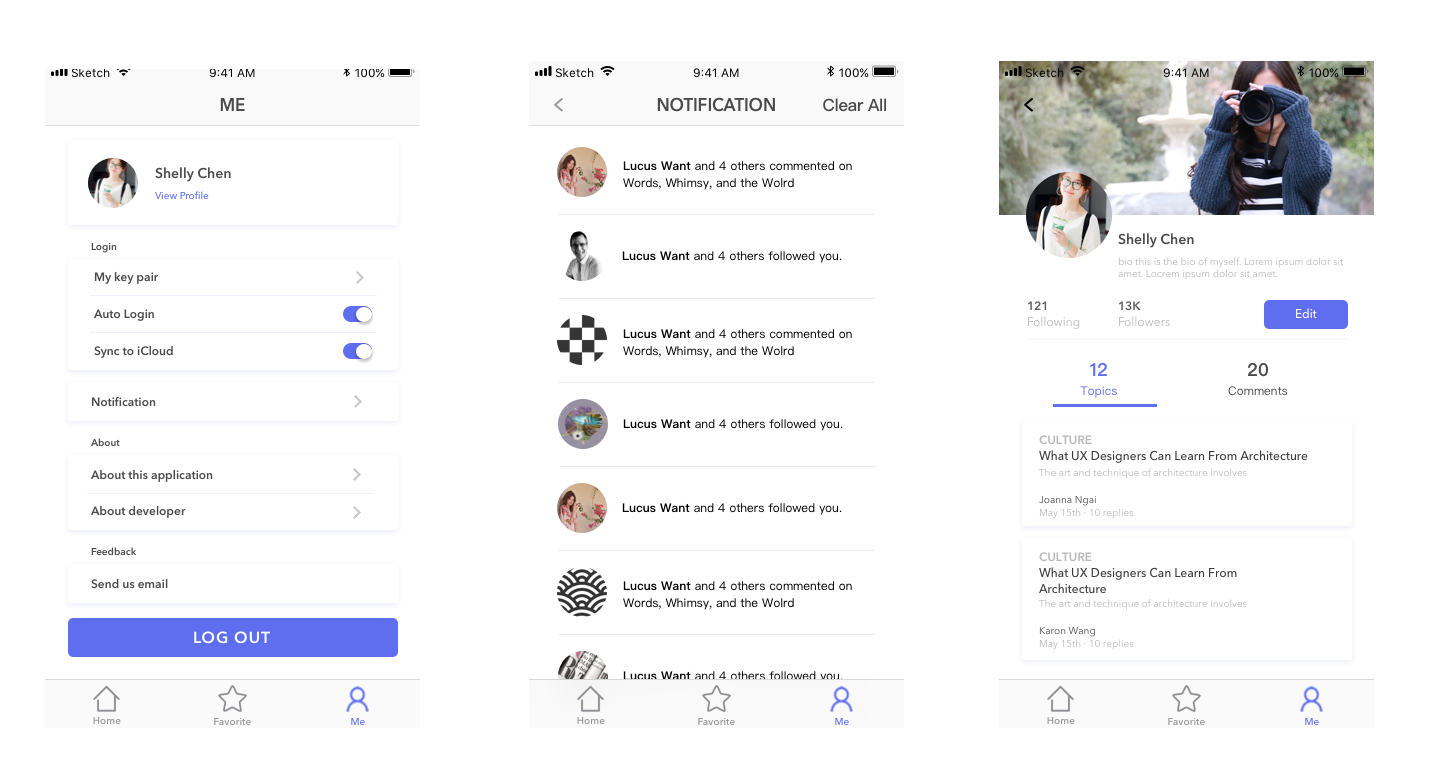 Sketch 9:41 AM 100%
ME
Shelly Chen
View Profile
Login
My key pair
Auto Login
Sync to iCloud
Notification
About
About this application
About developer
Feedback
Send us email
LOG OUT
Home Favorite Me
Sketch 9:41 AM 100%
NOTIFICATION Clear All
Lucus Want and 4 others commented on
Words, Whimsy, and the Wolrd
Lucus Want and 4 others followed you.
Lucus Want and 4 others commented on
Words, Whimsy, and the Wolrd
Lucus Want and 4 others followed you.
Lucus Want and 4 others followed you.
Lucus Want and 4 others commented on
Words, Whimsy, and the Wolrd
Lucus Want and 4 others followed you.
Home Favorite Me
Sketch 9:41 AM 100%
Shelly Chen
bio this is the bio of myself. Lorem ipsum dolor sit
amet. Locrem ipsum dolor sit amet.
121 13K
Following Followers
Edit
12 20
Topics Comments
CULTURE
What UX Designers Can Learn From Architecture
The art and technique of architecture involves
Joanna Ngai
May 15th · 10 replies
CULTURE
What UX Designers Can Learn From
Architecture
The art and technique of architecture involves
Karon Wang
May 15th · 10 replies
Home Favorite Me